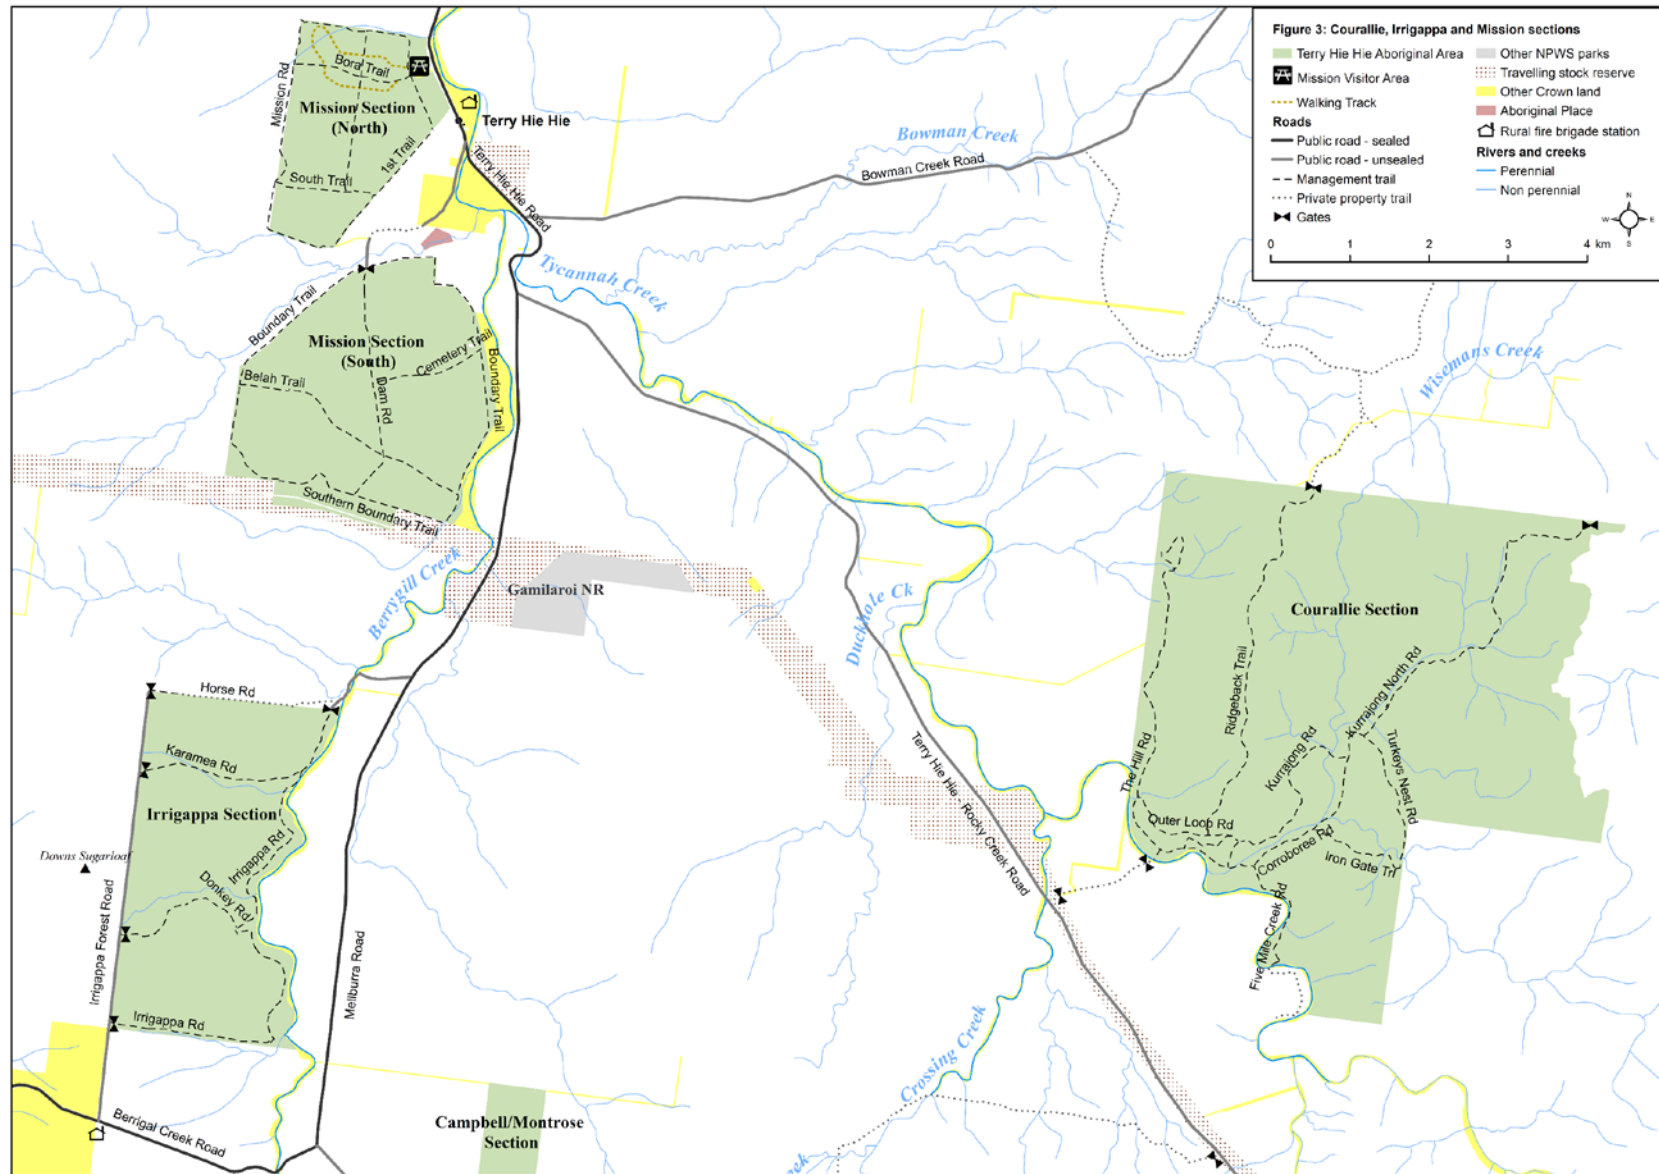 Figure 3: Courallie, Irrigappa and Mission sections
Terry Hie Hie Aboriginal Area
Mission Visitor Area
Walking Track
Roads
Public road - sealed
Public road - unsealed
Management trail
Private property trail
Gates
Other NPWS parks
Travelling stock reserve
Other Crown land
Aboriginal Place
Rural fire brigade station
Rivers and creeks
Perennial
Non perennial
N
W
E
S
0 1 2 3 4 km
Mission Rd
Bora Trail
Mission Section
(North)
1st Trail
South Trail
Terry Hie Hie
Terry Hie Hie Road
Bowman Creek
Bowman Creek Road
Tycannah Creek
Wisemans Creek
Boundary Trail
Mission Section
(South)
Cemetery Trail
Belah Trail
Dam Rd
Boundary Trail
Southern Boundary Trail
Berrygill Creek
Gamilaroi NR
Duckhole Ck
Courallie Section
Ridgeback Trail
Kurrajong North Rd
Kurrajong Rd
Turkeys Nest Rd
The Hill Rd
Outer Loop Rd
Corroboree Rd
Iron Gate Trl
Five Mile Creek Rd
Terry Hie Hie - Rocky Creek Road
Horse Rd
Karamea Rd
Irrigappa Section
Irrigappa Rd
Downs Sugarloaf
Donkey Rd
Irrigappa Forest Road
Mellburra Road
Irrigappa Rd
Crossing Creek
Berrigal Creek Road
Campbell/Montrose
Section